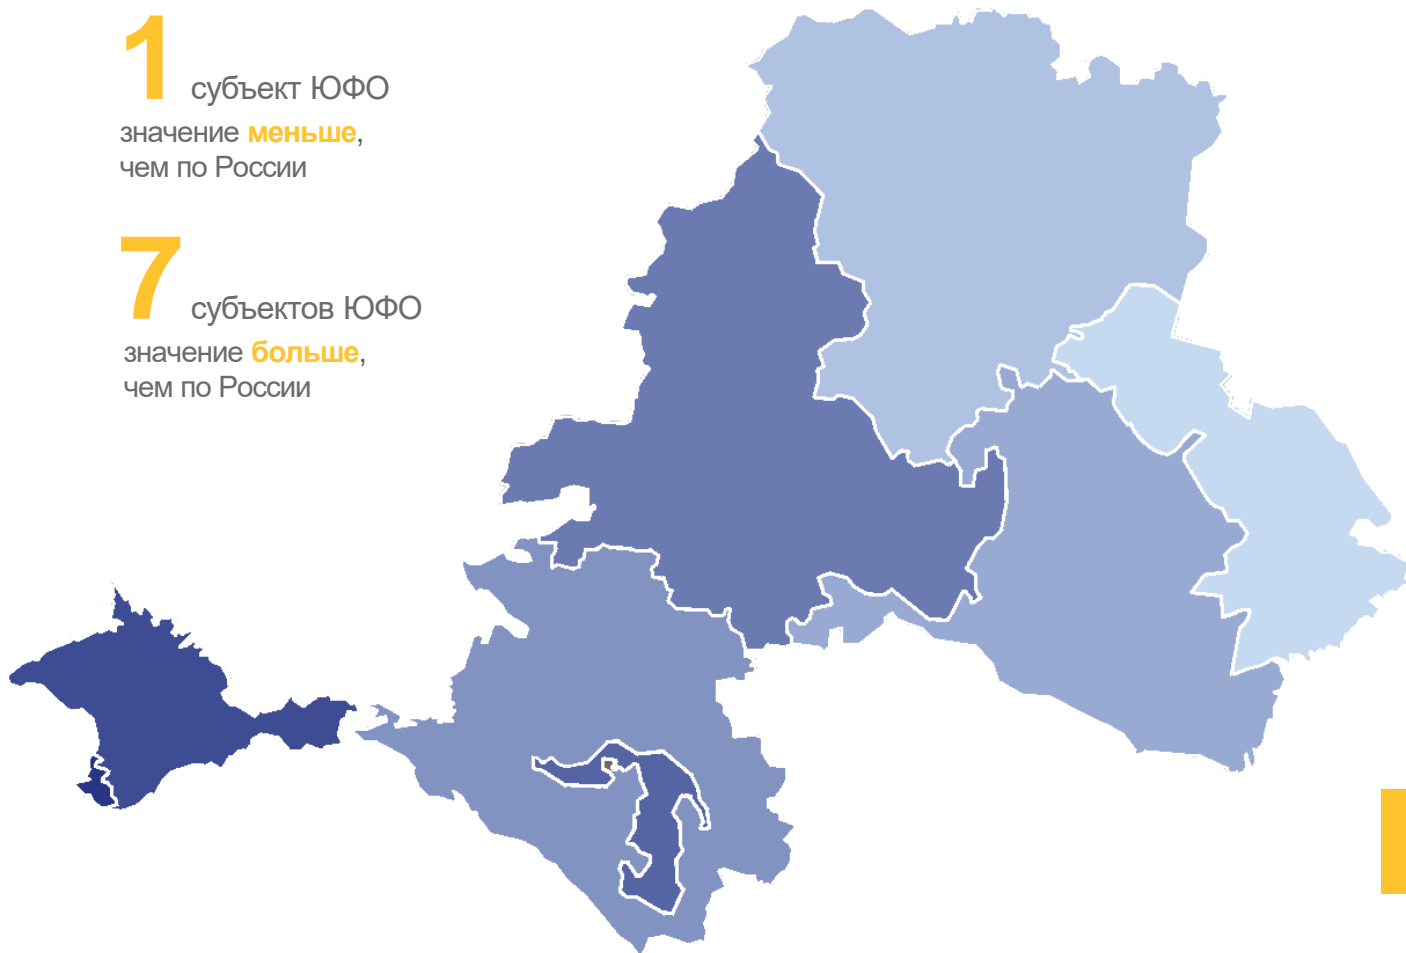 1 субъект ЮФО
значение меньше,
чем по России
7 субъектов ЮФО
значение больше,
чем по России